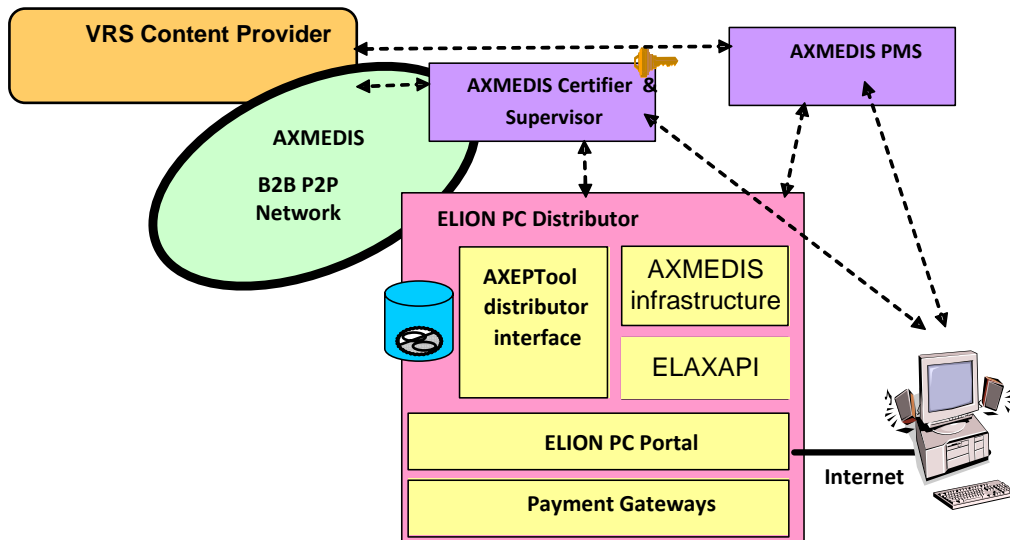 VRS Content Provider
AXMEDIS PMS
AXMEDIS Certifier &
Supervisor
AXMEDIS
B2B P2P
Network
ELION PC Distributor
AXEPTool
distributor
interface
AXMEDIS
infrastructure
ELAXAPI
ELION PC Portal
Internet
Payment Gateways